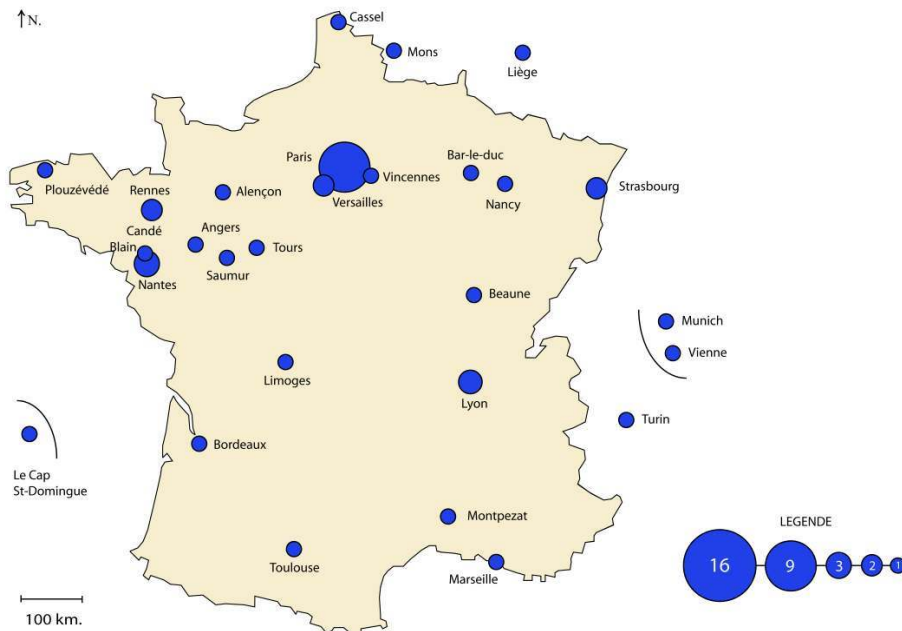 N.
Cassel
Mons
Liège
Paris
Bar-le-duc
Vincennes
Plouzévédé
Rennes
Alençon
Versailles
Nancy
Strasbourg
Candé
Angers
Blain
Tours
Saumur
Nantes
Beaune
Munich
Vienne
Limoges
Lyon
Turin
Bordeaux
Le Cap
St-Domingue
Montpezat
LEGENDE
Toulouse
Marseille
16 9 3 2 1
100 km.